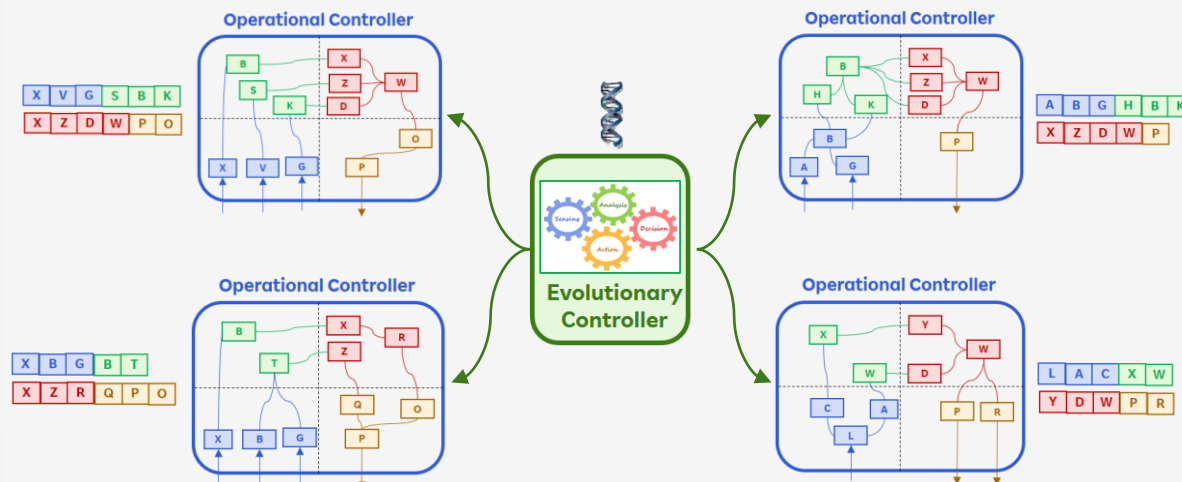 Operational Controller
B X
S Z W
K D
O
P
X V G
X V G S B K
X Z D W P O
Operational Controller
X
B Z W
H K D
B P
A G
A B G H B K
X Z D W P
Sensing
Analysis
Decision
Action
Evolutionary
Controller
Operational Controller
B X R
T Z
Q O
X B G P
X B G B T
X Z R Q P O
Operational Controller
X Y W
W D
C A P R
L
L A C X W
Y D W P R